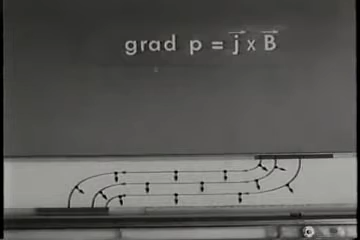 grad p = j⃗ x B⃗